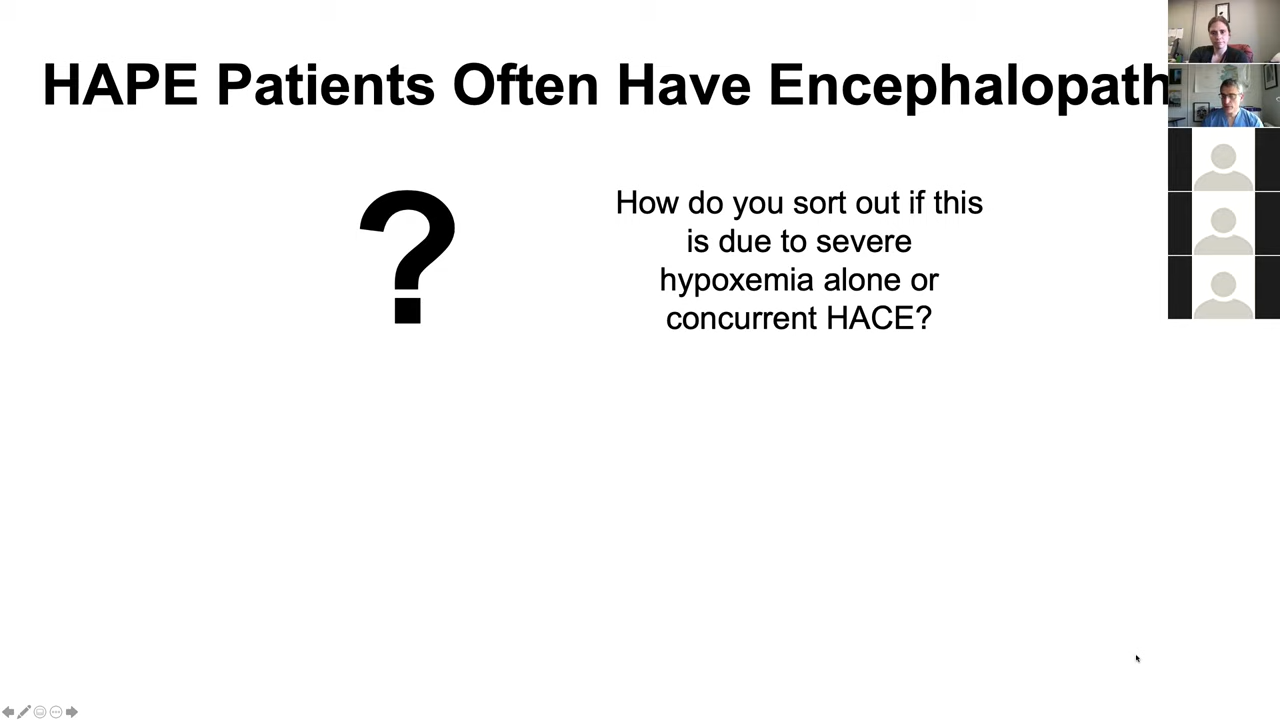 HAPE Patients Often Have Encephalopath
?
How do you sort out if this
is due to severe
hypoxemia alone or
concurrent HACE?